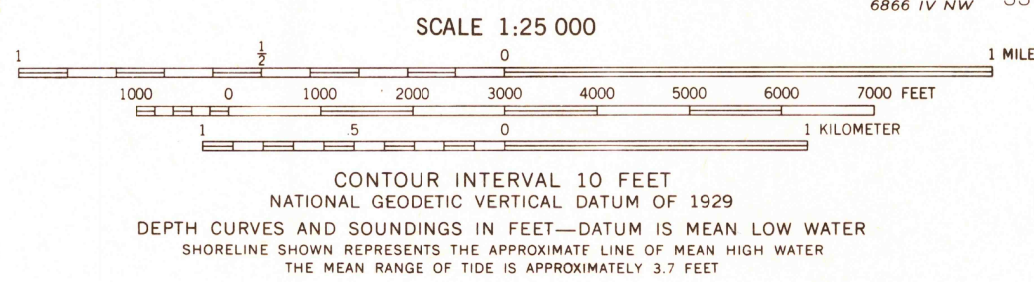 6866 IV NW
SCALE 1:25 000
1 1/2 0 1 MILE
1000 0 1000 2000 3000 4000 5000 6000 7000 FEET
1 .5 0 1 KILOMETER
CONTOUR INTERVAL 10 FEET
NATIONAL GEODETIC VERTICAL DATUM OF 1929
DEPTH CURVES AND SOUNDINGS IN FEET—DATUM IS MEAN LOW WATER
SHORELINE SHOWN REPRESENTS THE APPROXIMATE LINE OF MEAN HIGH WATER
THE MEAN RANGE OF TIDE IS APPROXIMATELY 3.7 FEET